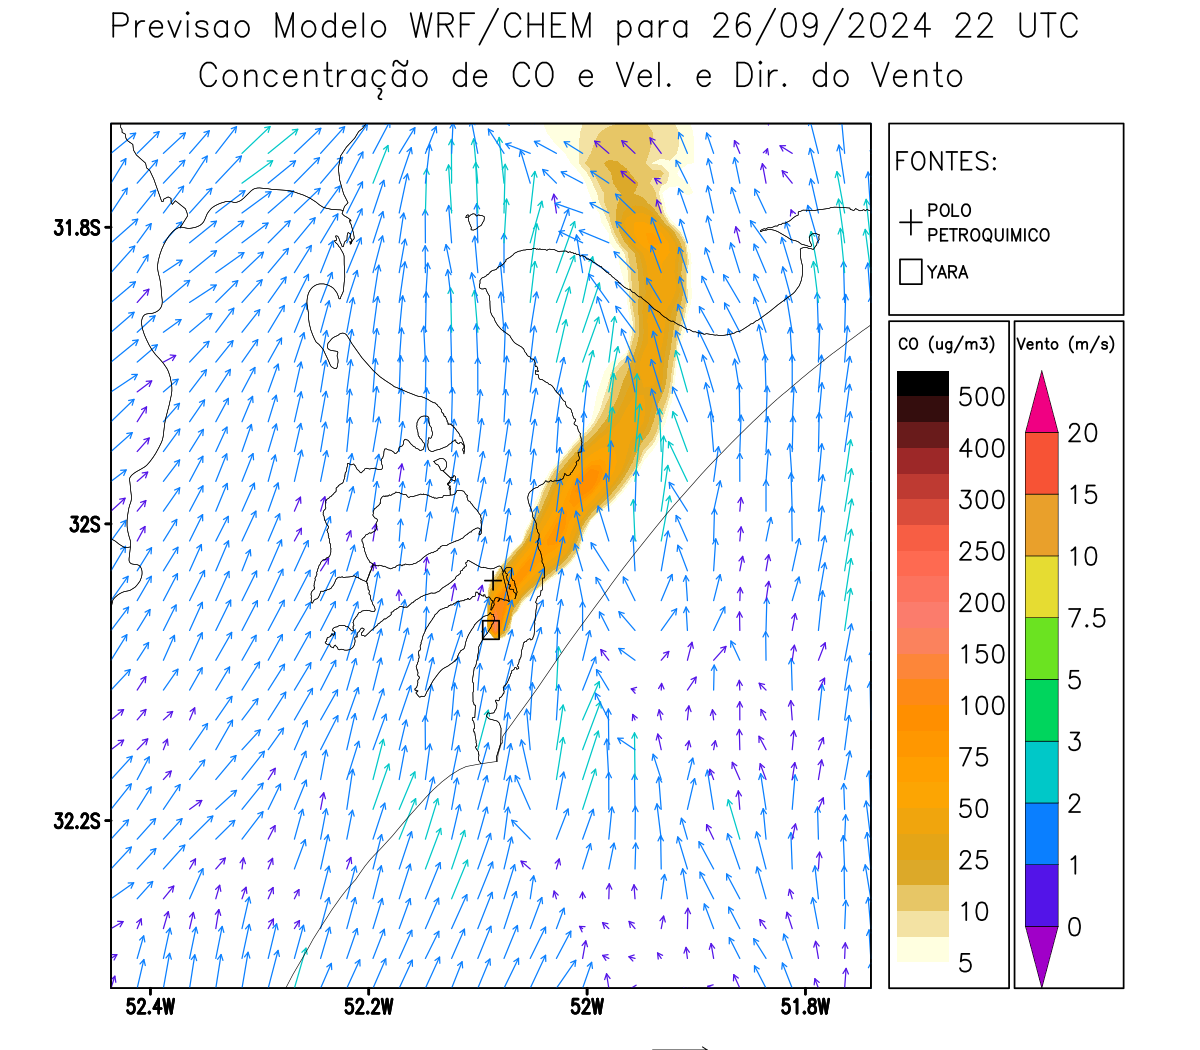 Previsao Modelo WRF/CHEM para 26/09/2024 22 UTC
Concentração de CO e Vel. e Dir. do Vento
FONTES:
POLO
PETROQUIMICO
YARA
CO (ug/m3)
500
400
300
250
200
150
100
75
50
25
10
5
Vento (m/s)
20
15
10
7.5
5
3
2
1
0
31.8S
32S
32.2S
52.4W
52.2W
52W
51.8W